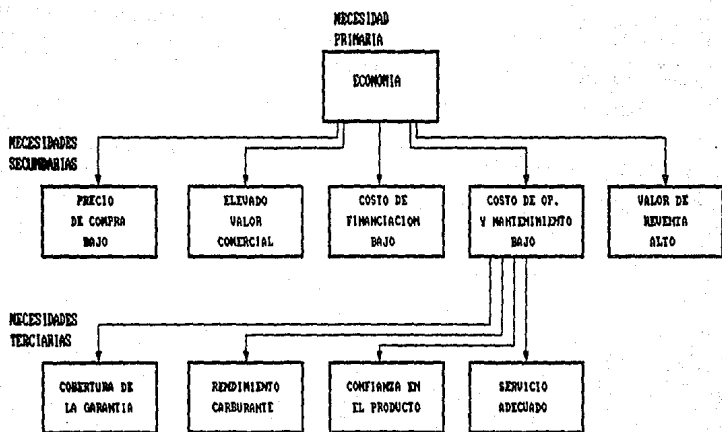 NECESIDAD
PRIMARIA
ECONOMIA
NECESIDADES
SECUNDARIAS
PRECIO
DE COMPRA
BAJO
ELEVADO
VALOR
COMERCIAL
COSTO DE
FINANCIACION
BAJO
COSTO DE OP.
Y MANTENIMIENTO
BAJO
VALOR DE
REVENTA
ALTO
NECESIDADES
TERCIARIAS
COBERTURA DE
LA GARANTIA
RENDIMIENTO
CARBURANTE
CONFIANZA EN
EL PRODUCTO
SERVICIO
ADECUADO